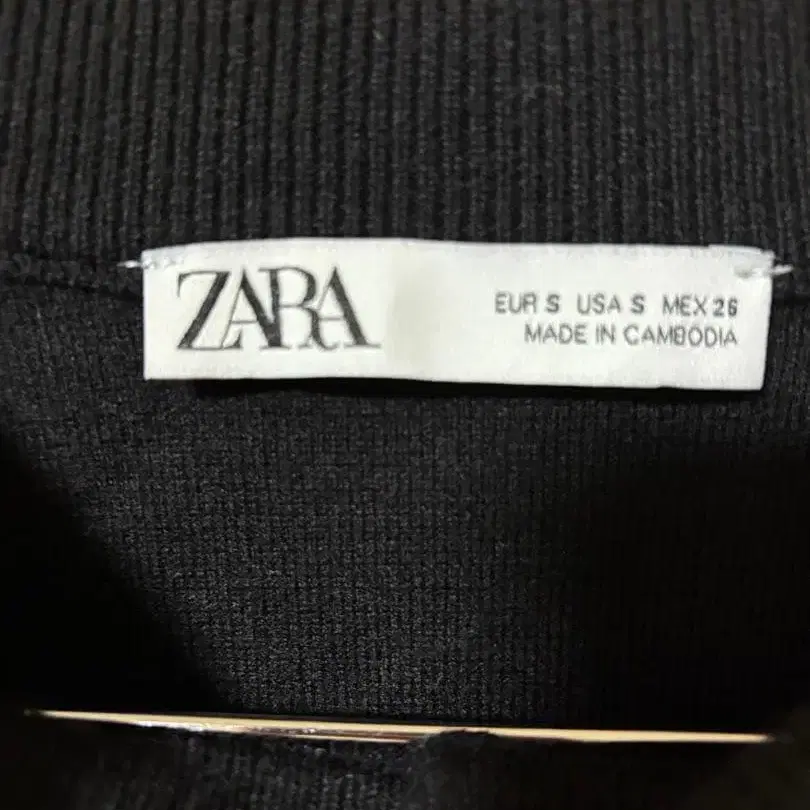 ZARA
EUR S USA S MEX 26
MADE IN CAMBODIA